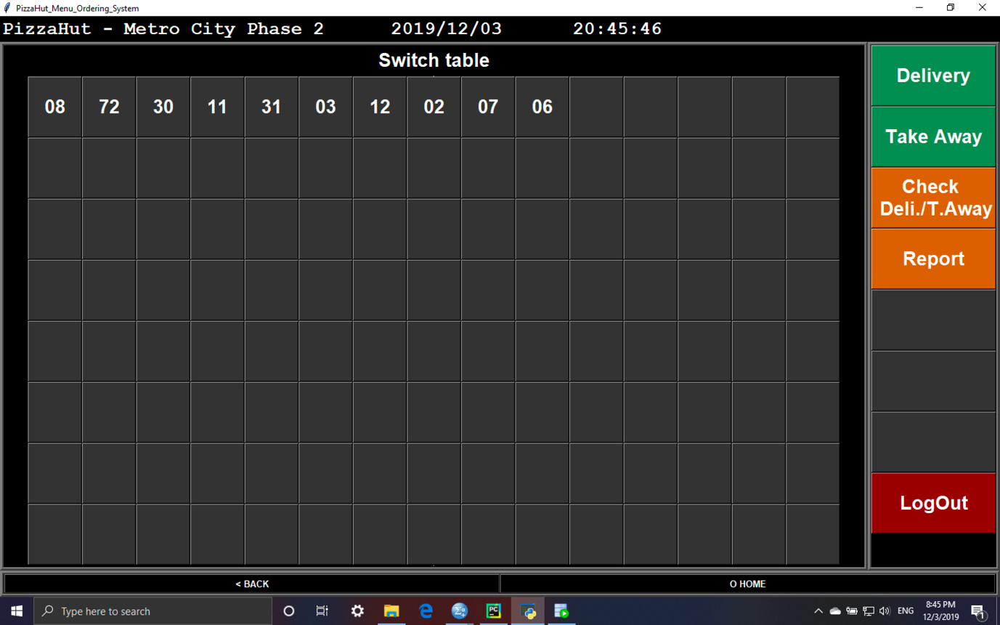 PizzaHut_Menu_Ordering_System
PizzaHut - Metro City Phase 2 2019/12/03 20:45:46
Switch table
08 72 30 11 31 03 12 02 07 06
Delivery
Take Away
Check
Deli./T.Away
Report
LogOut
< BACK
O HOME
Type here to search
PC
ENG
8:45 PM
12/3/2019
1